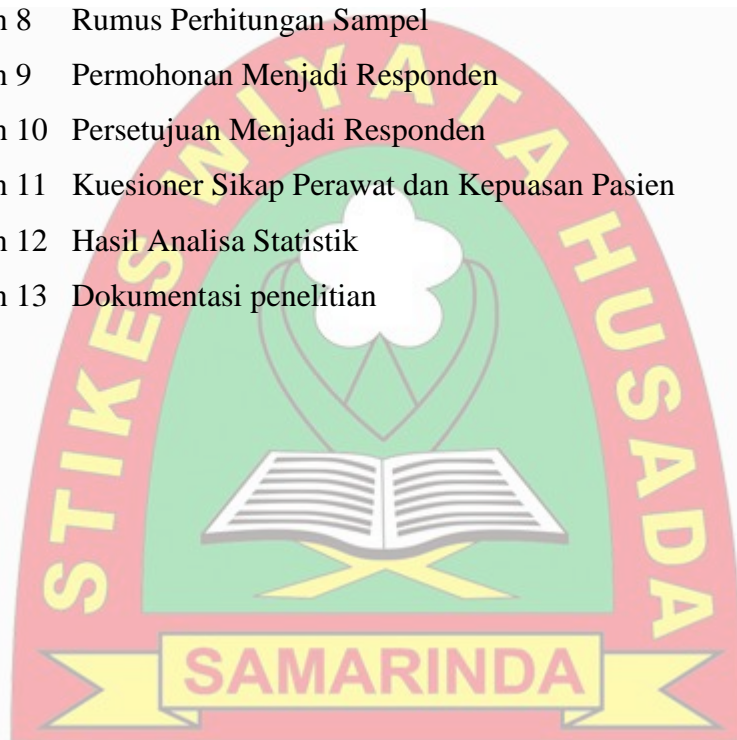 n 8 Rumus Perhitungan Sampel
n 9 Permohonan Menjadi Responden
n 10 Persetujuan Menjadi Responden
n 11 Kuesioner Sikap Perawat dan Kepuasan Pasien
n 12 Hasil Analisa Statistik
n 13 Dokumentasi penelitian
STIKES WIYATA HUSADA
SAMARINDA